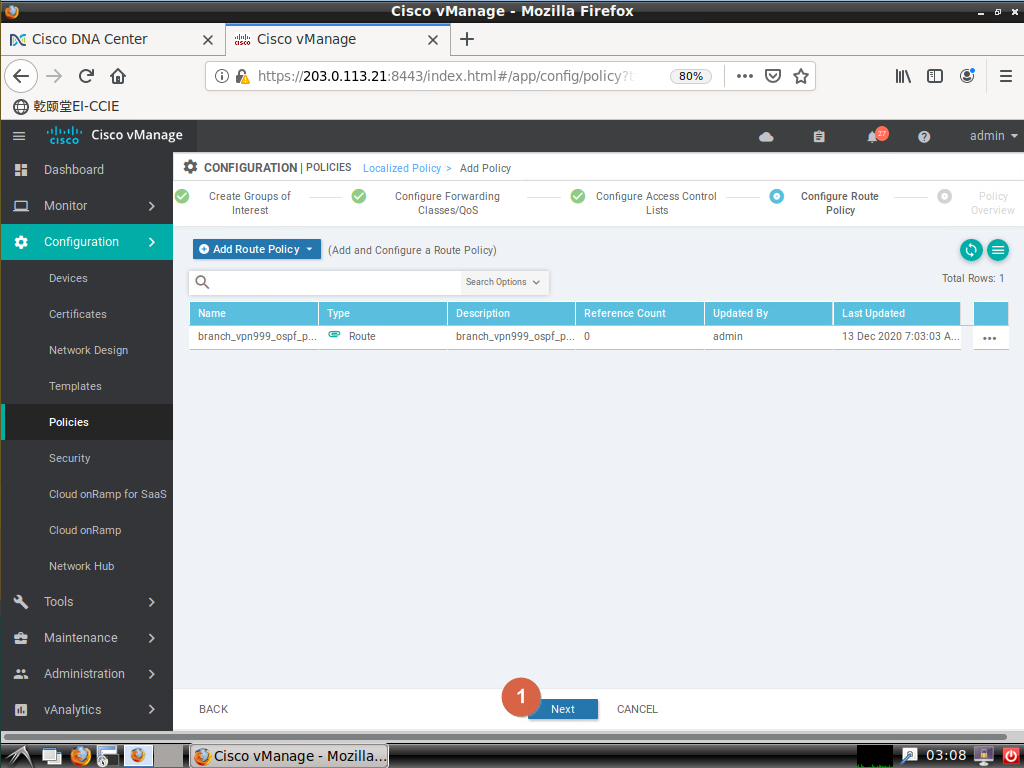 Cisco vManage - Mozilla Firefox
Cisco DNA Center
Cisco vManage
https://203.0.113.21:8443/index.html#/app/config/policy?
80%
乾颐堂EI-CCIE
CISCO
Cisco vManage
27
admin
Dashboard
Monitor
Configuration
Devices
Certificates
Network Design
Templates
Policies
Security
Cloud onRamp for SaaS
Cloud onRamp
Network Hub
Tools
Maintenance
Administration
vAnalytics
CONFIGURATION | POLICIES Localized Policy > Add Policy
Create Groups of
Interest
Configure Forwarding
Classes/QoS
Configure Access Control
Lists
Configure Route
Policy
Policy
Overview
Add Route Policy (Add and Configure a Route Policy)
Search Options
Total Rows: 1
Name Type Description Reference Count Updated By Last Updated
branch_vpn999_ospf_p... Route branch_vpn999_ospf_p... 0 admin 13 Dec 2020 7:03:03 A...
BACK 1 Next CANCEL
Cisco vManage - Mozilla...
03:08